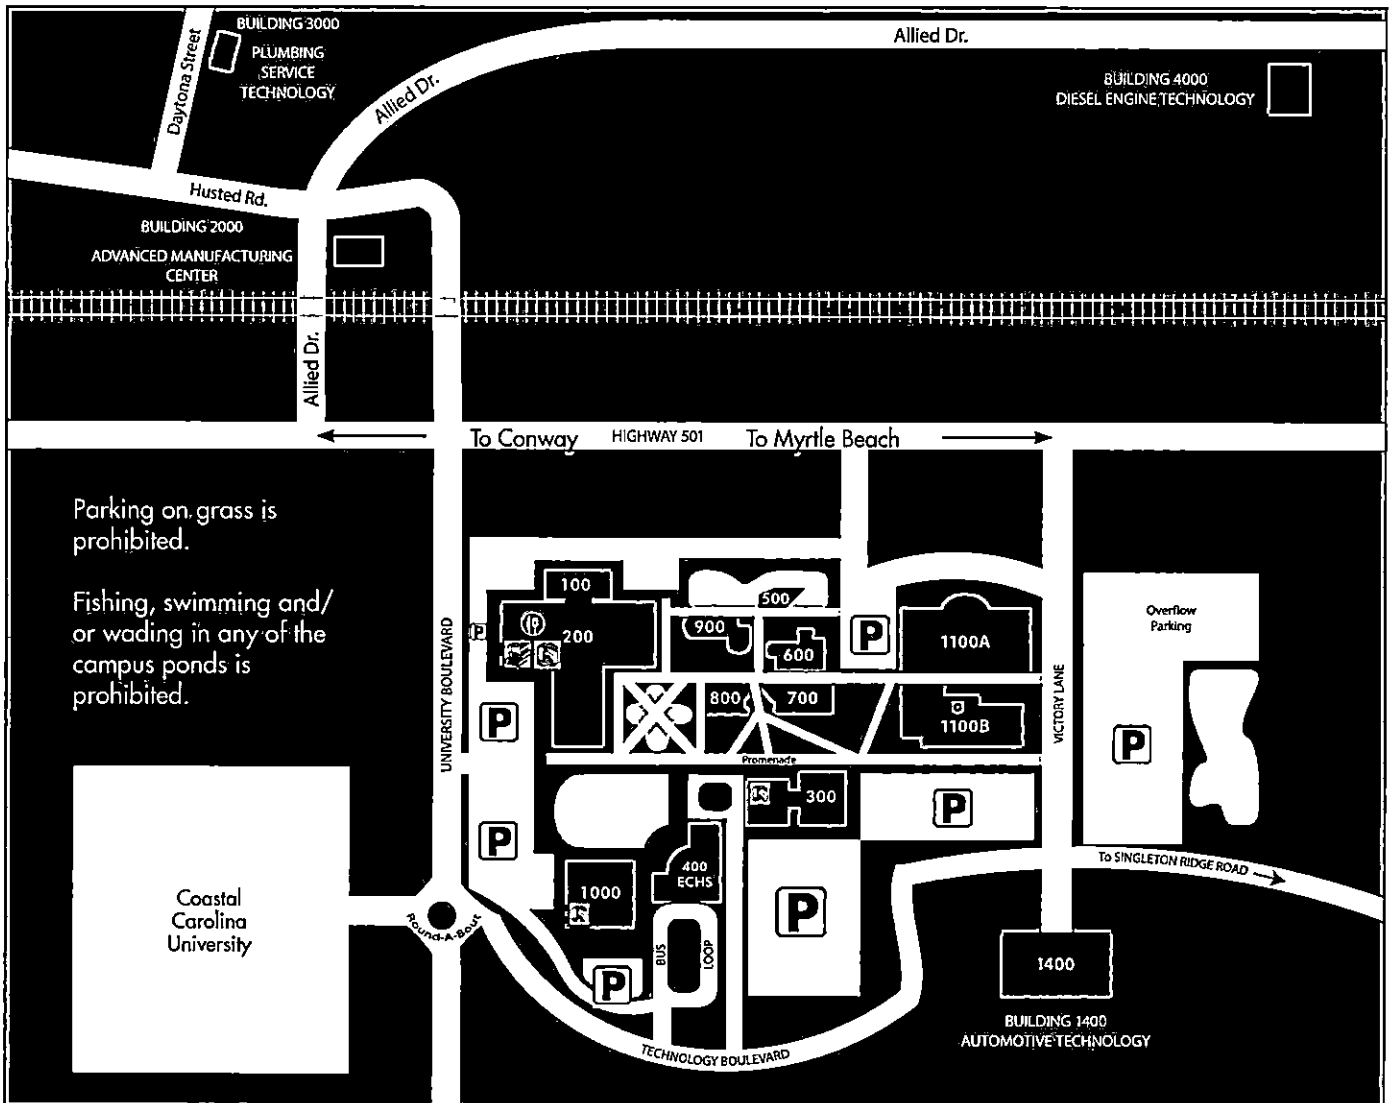 BUILDING 3000
PLUMBING
SERVICE
TECHNOLOGY
Daytona Street
Allied Dr.
Allied Dr.
BUILDING 4000
DIESEL ENGINE TECHNOLOGY
Husted Rd.
BUILDING 2000
ADVANCED MANUFACTURING
CENTER
Allied Dr.
To Conway
HIGHWAY 501
To Myrtle Beach
Parking on grass is
prohibited.
Fishing, swimming and/
or wading in any of the
campus ponds is
prohibited.
UNIVERSITY BOULEVARD
100
200
P
500
900
600
P
1100A
Overflow
Parking
800
700
1100B
VICTORY LANE
P
P
Promenade
300
P
P
400
ECHS
1000
P
To SINGLETON RIDGE ROAD
Coastal
Carolina
University
Round-A-Bout
BUS
LOOP
P
1400
BUILDING 1400
AUTOMOTIVE TECHNOLOGY
TECHNOLOGY BOULEVARD